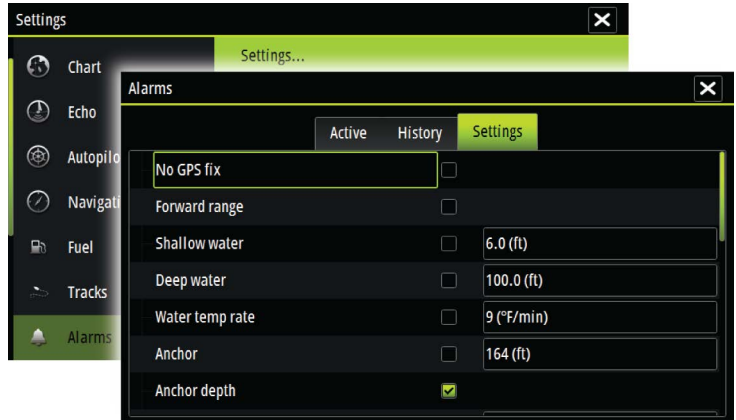 Settings
Settings...
Chart
Echo
Autopilo
Navigati
Fuel
Tracks
Alarms
Alarms
Active History Settings
No GPS fix
Forward range
Shallow water 6.0 (ft)
Deep water 100.0 (ft)
Water temp rate 9 (°F/min)
Anchor 164 (ft)
Anchor depth